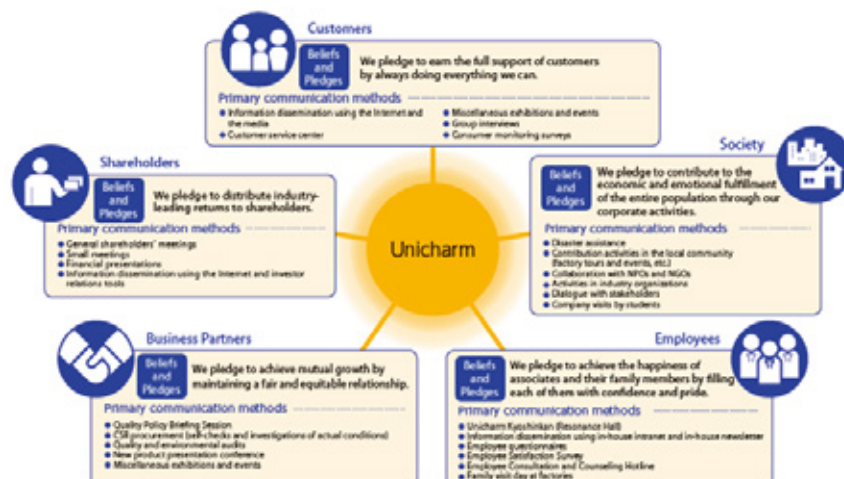 Customers
Beliefs
and
Pledges
We pledge to earn the full support of customers
by always doing everything we can.
Primary communication methods
Information dissemination using the Internet and
the media
Customer service center
Miscellaneous exhibitions and events
Group interviews
Consumer monitoring surveys
Society
Beliefs
and
Pledges
We pledge to contribute to the
economic and emotional fulfillment
of the entire population through our
corporate activities.
Primary communication methods
Disaster assistance
Contribution activities in the local community
(factory tours and events, etc.)
Collaboration with NPOs and NGOs
Activities in industry organizations
Dialogue with stakeholders
Company visits by students
Shareholders
Beliefs
and
Pledges
We pledge to distribute industry-
leading returns to shareholders.
Primary communication methods
General shareholders' meetings
Small meetings
Financial presentations
Information dissemination using the Internet and investor
relations tools
Unicharm
Business Partners
Beliefs
and
Pledges
We pledge to achieve mutual growth by
maintaining a fair and equitable relationship.
Primary communication methods
Quality Policy Briefing Session
CSR procurement (self-checks and investigations of actual conditions)
Quality and environmental audits
New product presentation conference
Miscellaneous exhibitions and events
Employees
Beliefs
and
Pledges
We pledge to achieve the happiness of
associates and their family members by filling
each of them with confidence and pride.
Primary communication methods
Unicharm Kyoshinkan (Resonance Hall)
Information dissemination using in-house intranet and in-house newsletter
Employee questionnaires
Employee Satisfaction Survey
Employee Consultation and Counseling Hotline
Family visit day at factories